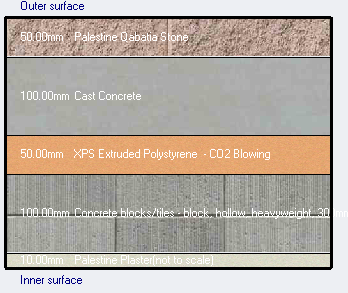 Outer surface
50.00mm Palestine Qabatia Stone
100.00mm Cast Concrete
50.00mm XPS Extruded Polystyrene - CO2 Blowing
100.00mm Concrete blocks/tiles - block, hollow, heavyweight, 300mm
10.00mm Palestine Plaster(not to scale)
Inner surface